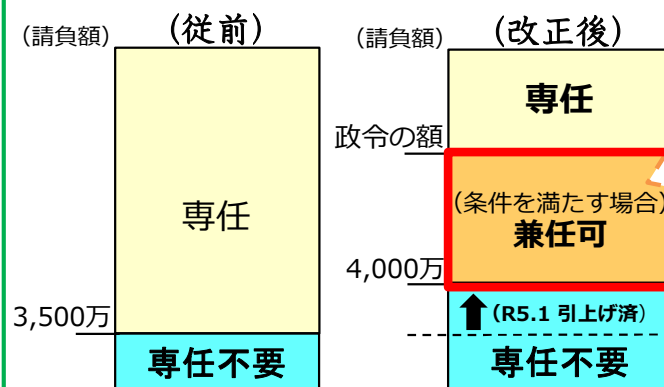 (請負額)
(従前)
専任
3,500万
専任不要
(請負額)
(改正後)
専任
政令の額
(条件を満たす場合)
兼任可
4,000万
(R5.1 引上げ済)
専任不要